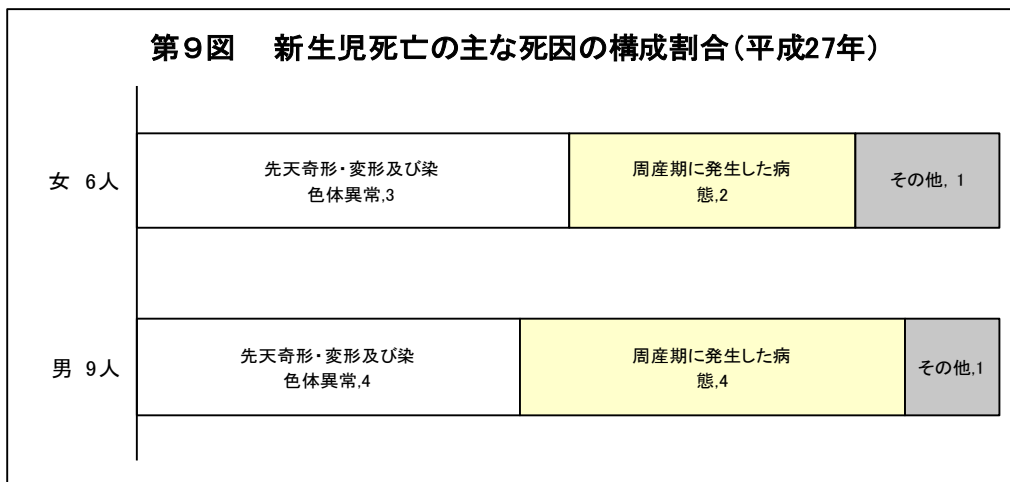 第9図　新生児死亡の主な死因の構成割合(平成27年)
女 6人
先天奇形・変形及び染
色体異常,3
周産期に発生した病
態,2
その他, 1
男 9人
先天奇形・変形及び染
色体異常,4
周産期に発生した病
態,4
その他,1